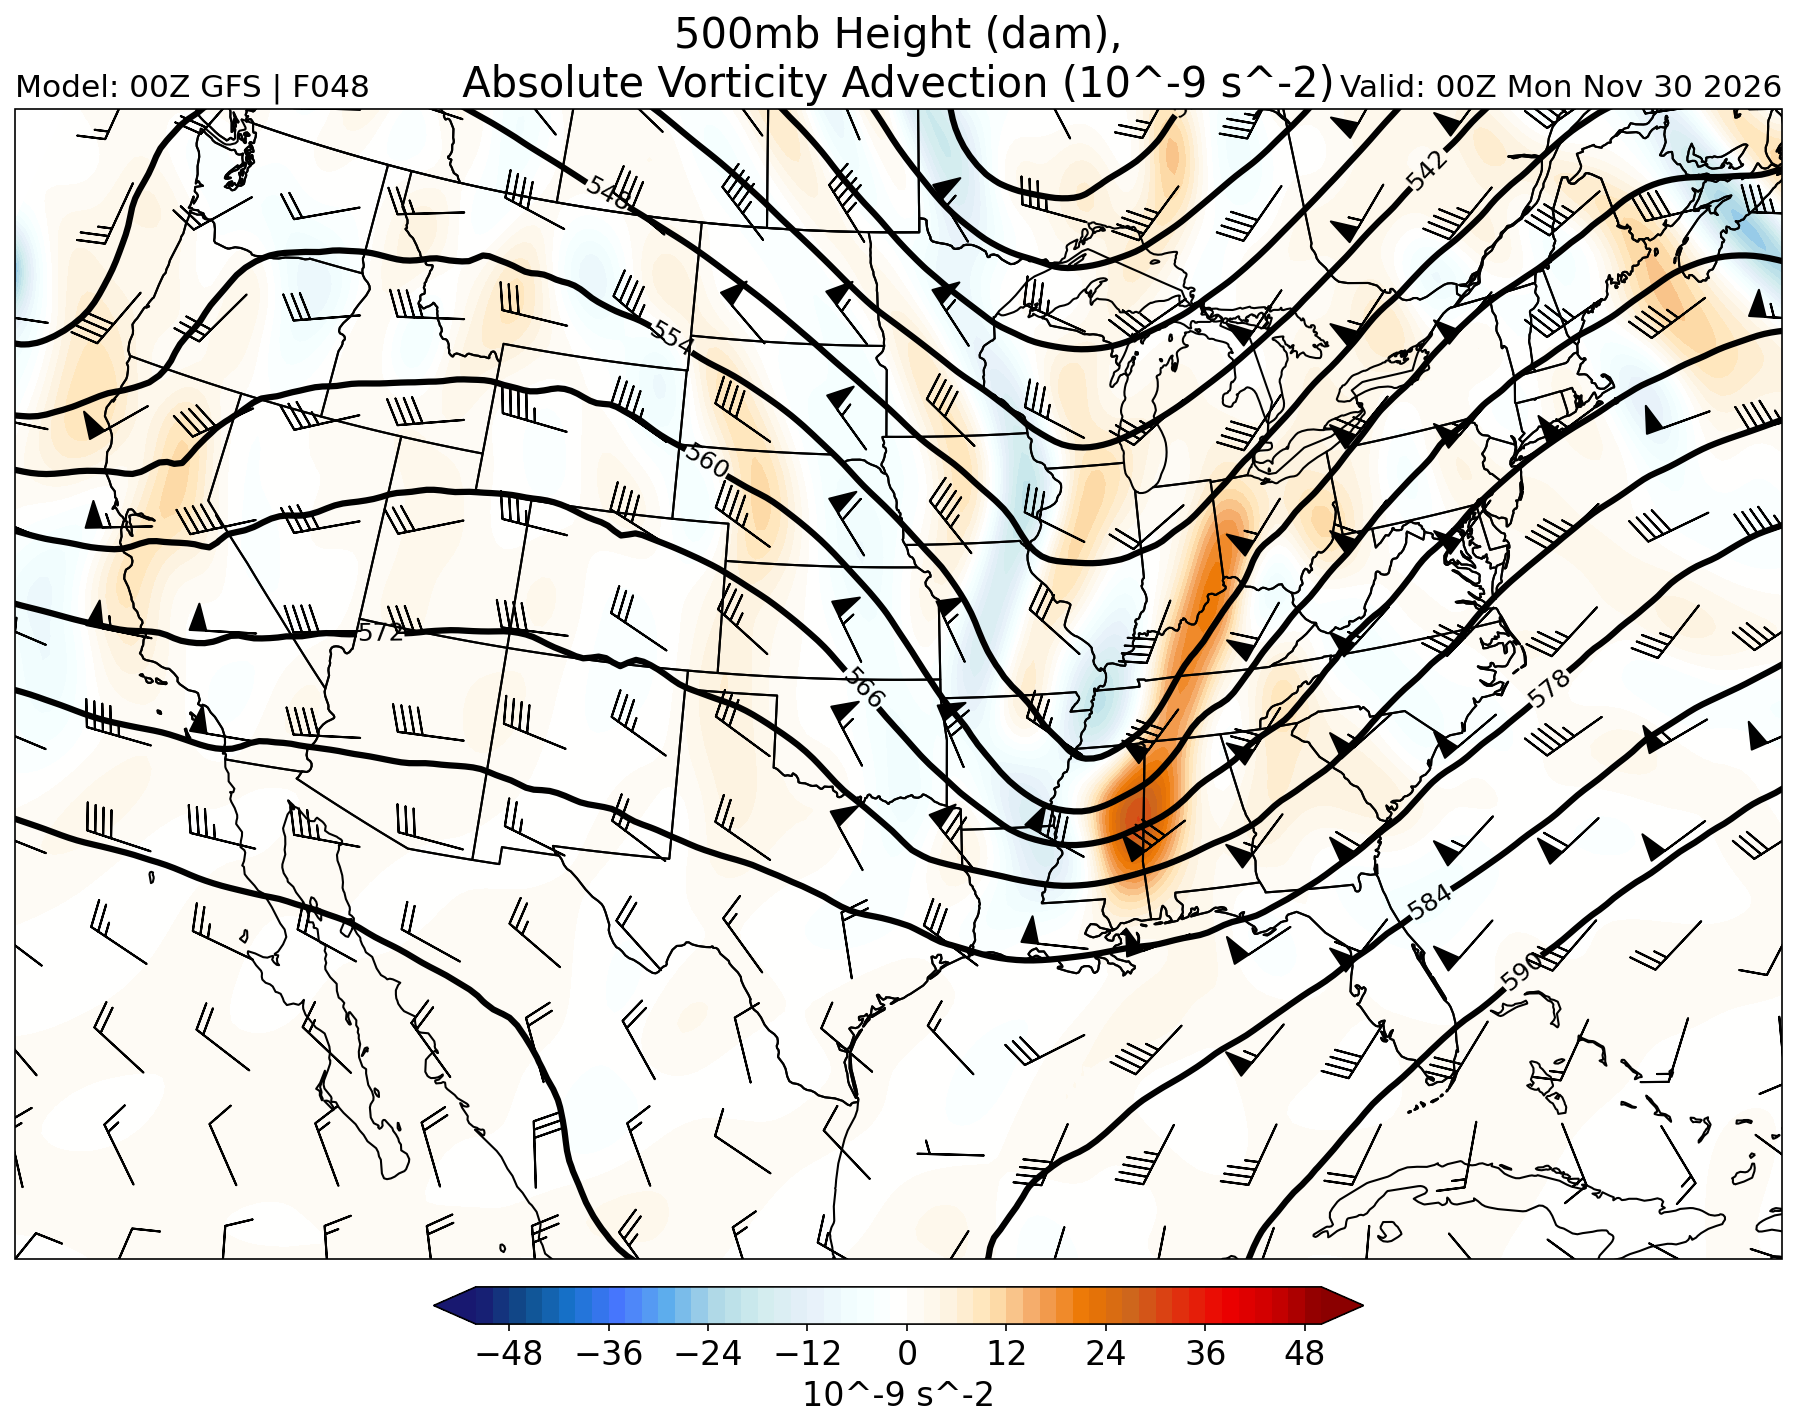 500mb Height (dam),
Model: 00Z GFS | F048
Absolute Vorticity Advection (10^-9 s^-2)
Valid: 00Z Mon Nov 30 2026
542
548
554
560
572
566
578
584
590
−48 −36 −24 −12 0 12 24 36 48
10^-9 s^-2